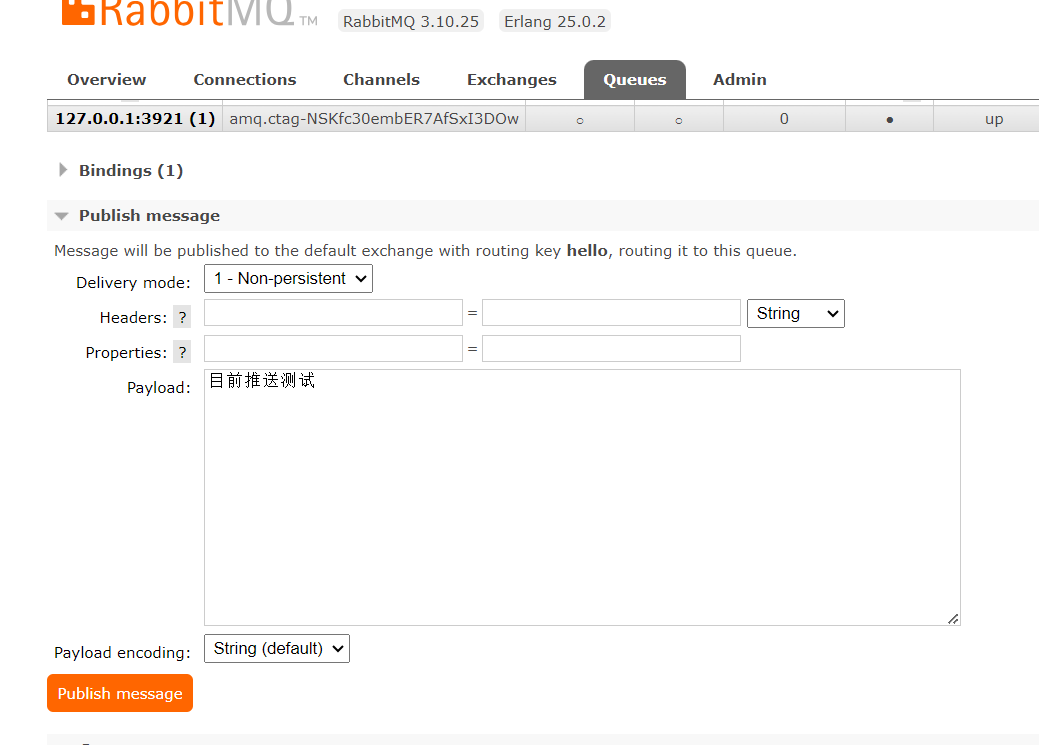 RabbitMQ TM RabbitMQ 3.10.25 Erlang 25.0.2
Overview Connections Channels Exchanges Queues Admin
127.0.0.1:3921 (1) amq.ctag-NSKfc30embER7AfSxI3DOw ○ ○ 0 ● up
Bindings (1)
Publish message
Message will be published to the default exchange with routing key hello, routing it to this queue.
Delivery mode: 1 - Non-persistent
Headers: ? = String
Properties: ? =
Payload: 目前推送测试
Payload encoding: String (default)
Publish message